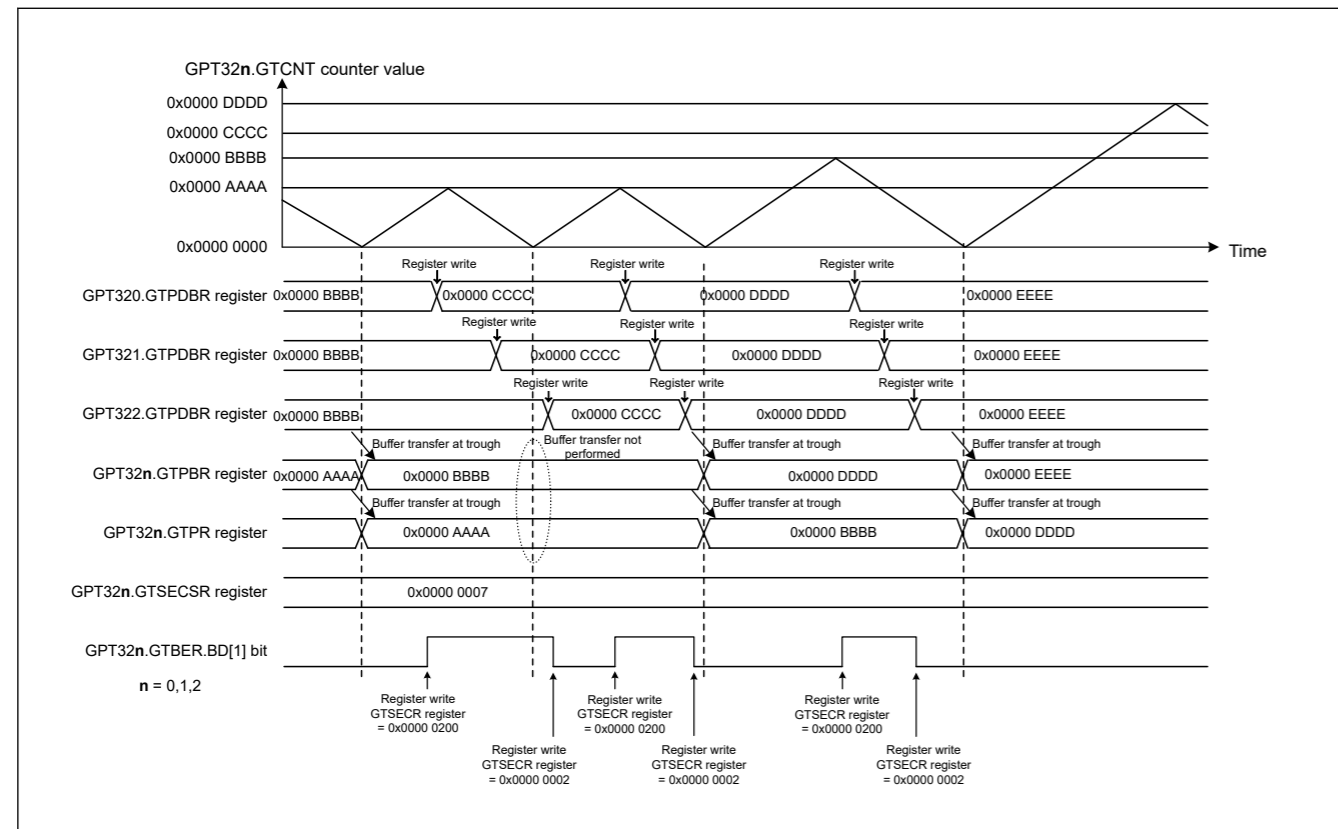 GPT32n.GTCNT counter value
0x0000 DDDD
0x0000 CCCC
0x0000 BBBB
0x0000 AAAA
0x0000 0000
Time
Register write Register write Register write
GPT320.GTPDBR register 0x0000 BBBB 0x0000 CCCC 0x0000 DDDD 0x0000 EEEE
Register write Register write Register write
GPT321.GTPDBR register 0x0000 BBBB 0x0000 CCCC 0x0000 DDDD 0x0000 EEEE
Register write Register write Register write
GPT322.GTPDBR register 0x0000 BBBB 0x0000 CCCC 0x0000 DDDD 0x0000 EEEE
Buffer transfer at trough Buffer transfer not Buffer transfer at trough Buffer transfer at trough
performed
GPT32n.GTPBR register 0x0000 AAAA 0x0000 BBBB 0x0000 DDDD 0x0000 EEEE
Buffer transfer at trough Buffer transfer at trough Buffer transfer at trough
GPT32n.GTPR register 0x0000 AAAA 0x0000 BBBB 0x0000 DDDD
GPT32n.GTSECSR register 0x0000 0007
GPT32n.GTBER.BD[1] bit
n = 0,1,2
Register write Register write Register write
GTSECR register GTSECR register GTSECR register
= 0x0000 0200 = 0x0000 0200 = 0x0000 0200
Register write Register write Register write
GTSECR register GTSECR register GTSECR register
= 0x0000 0002 = 0x0000 0002 = 0x0000 0002